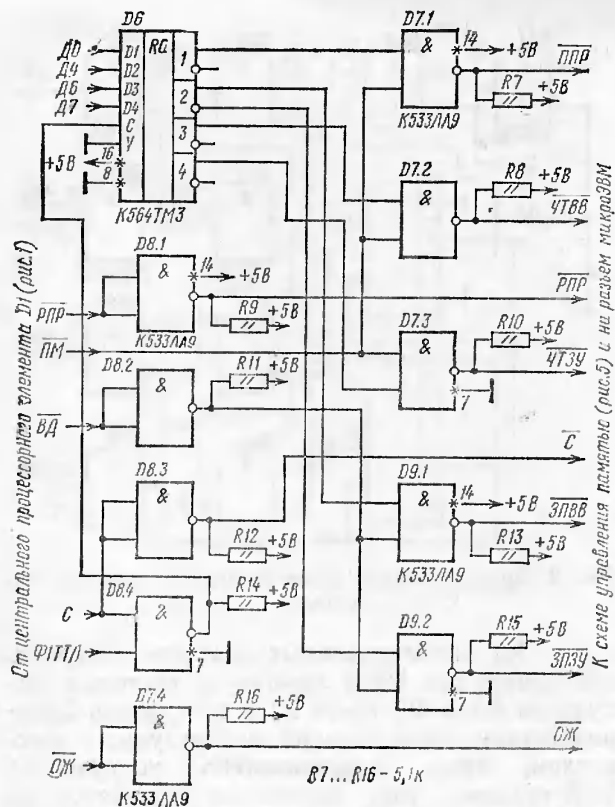 D6
RG
Д0
Д4
Д6
Д7
D1
D2
D3
D4
C
V
1
2
3
4
+5В
16
8
К564ТМ3
D7.1
&
14
+5В
ППР
R7
+5В
К533ЛА9
D7.2
&
R8
+5В
ЧТВВ
D8.1
&
14
+5В
РПР
R9
+5В
К533ЛА9
РПР
ПМ
D7.3
&
R10
+5В
ЧТЗУ
7
D8.2
&
R11
+5В
ВД
D8.3
&
C
R12
+5В
D9.1
&
14
+5В
ЗПВВ
R13
+5В
К533ЛА9
D8.4
&
R14
+5В
C
Ф1ТТЛ
7
D9.2
&
R15
+5В
ЗПЗУ
7
D7.4
&
R16
+5В
ОЖ
СЖ
К533ЛА9
R7...R16-5,1к
От центрального процессорного элемента D1 (рис.1)
К схеме управления памятью (рис.5) и на разъем микроЭВМ